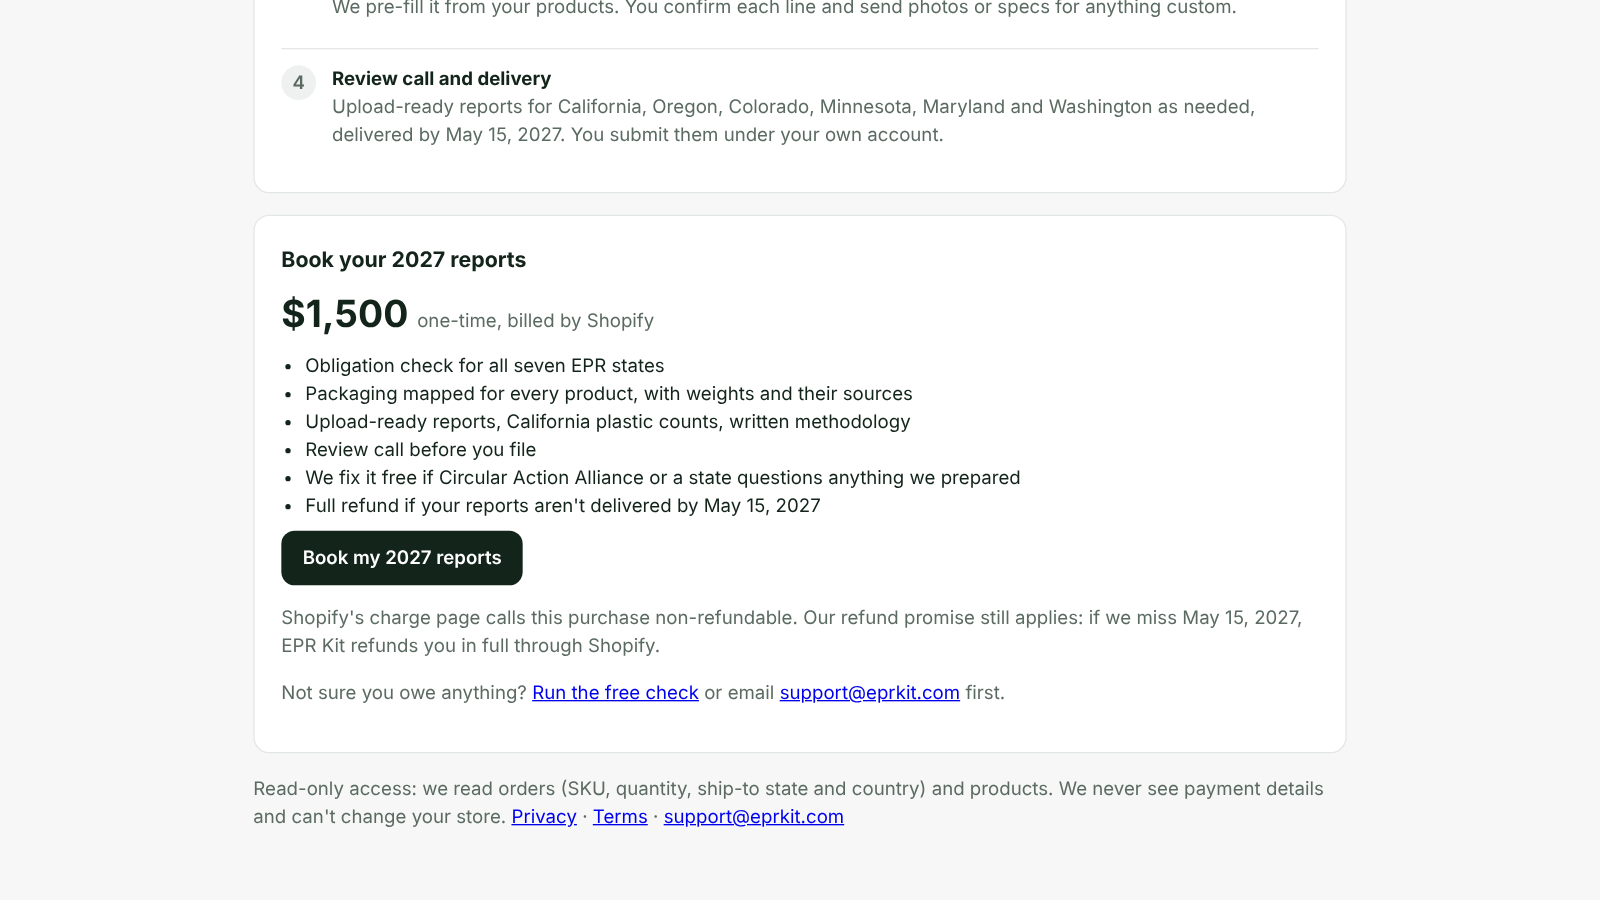 We pre-fill it from your products. You confirm each line and send photos or specs for anything custom.
4
Review call and delivery
Upload-ready reports for California, Oregon, Colorado, Minnesota, Maryland and Washington as needed,
delivered by May 15, 2027. You submit them under your own account.
Book your 2027 reports
$1,500 one-time, billed by Shopify
• Obligation check for all seven EPR states
• Packaging mapped for every product, with weights and their sources
• Upload-ready reports, California plastic counts, written methodology
• Review call before you file
• We fix it free if Circular Action Alliance or a state questions anything we prepared
• Full refund if your reports aren't delivered by May 15, 2027
Book my 2027 reports
Shopify's charge page calls this purchase non-refundable. Our refund promise still applies: if we miss May 15, 2027,
EPR Kit refunds you in full through Shopify.
Not sure you owe anything? Run the free check or email support@eprkit.com first.
Read-only access: we read orders (SKU, quantity, ship-to state and country) and products. We never see payment details
and can't change your store. Privacy · Terms · support@eprkit.com